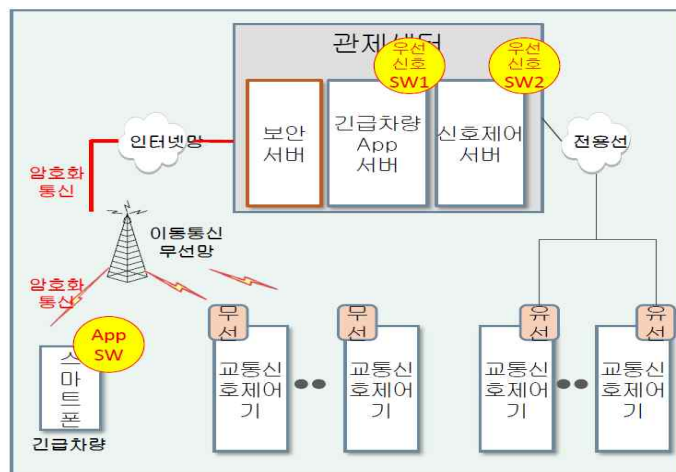 관제센터
우선
신호
SW1
우선
신호
SW2
보안
서버
긴급차량
App
서버
신호제어
서버
인터넷망
전용선
암호화
통신
이동통신
무선망
암호화
통신
App
SW
스
마
트
폰
긴급차량
무선
교통신
호제어
기
무선
교통신
호제어
기
유선
교통신
호제어
기
유선
교통신
호제어
기